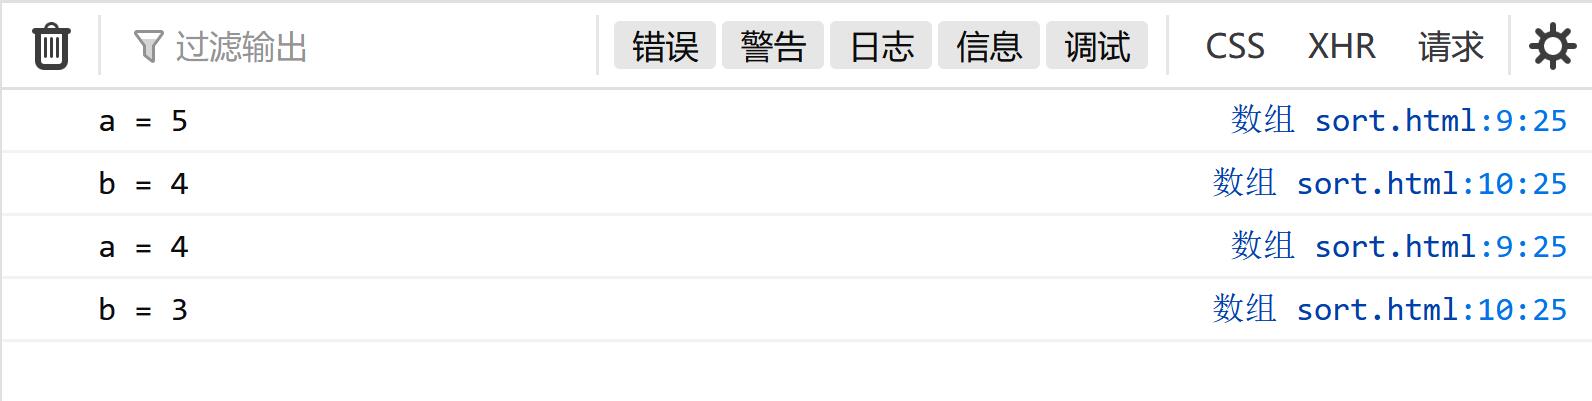 过滤输出 错误 警告 日志 信息 调试 CSS XHR 请求
a = 5 数组 sort.html:9:25
b = 4 数组 sort.html:10:25
a = 4 数组 sort.html:9:25
b = 3 数组 sort.html:10:25